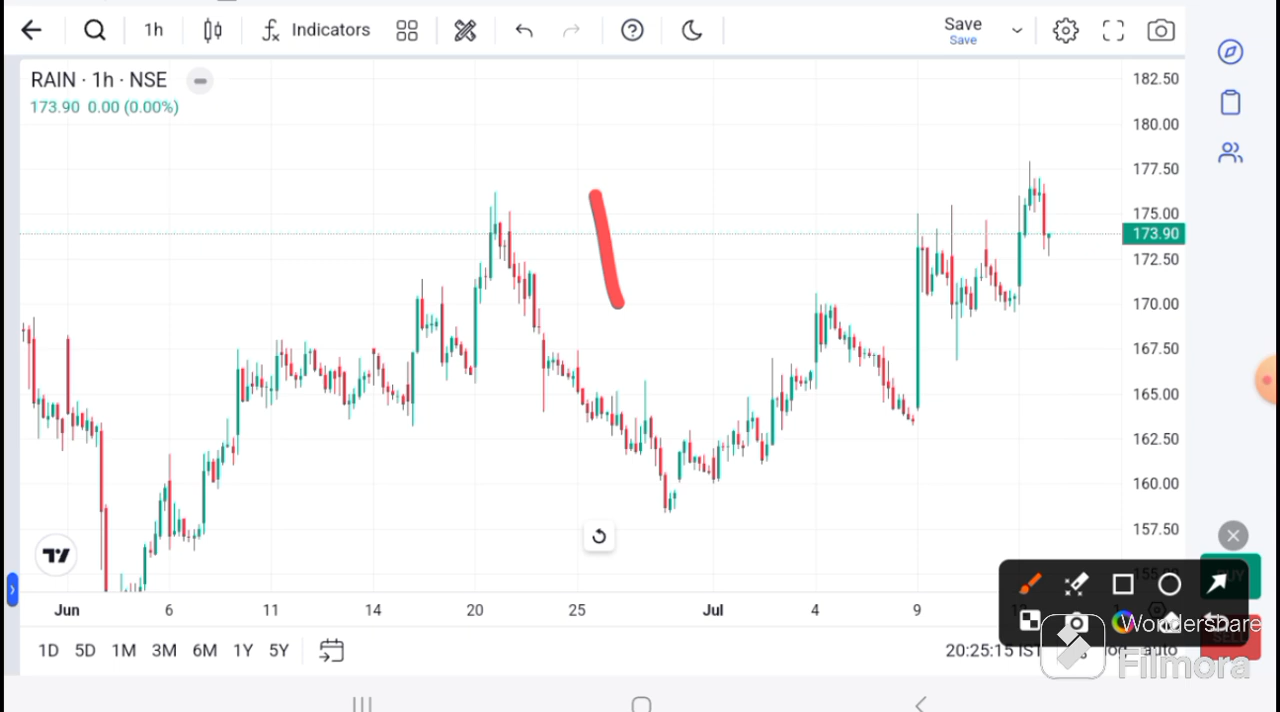 1h
Indicators
Save
Save
RAIN · 1h · NSE
173.90 0.00 (0.00%)
182.50
180.00
177.50
175.00
173.90
172.50
170.00
167.50
165.00
162.50
160.00
157.50
Jun 6 11 14 20 25 Jul 4 9
1D 5D 1M 3M 6M 1Y 5Y
20:25:15 IST
auto
Wondershare
Filmora